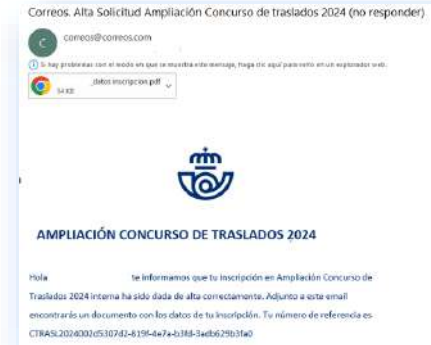 Correos. Alta Solicitud Ampliación Concurso de traslados 2024 (no responder)
C
correos@correos.com
Si hay problemas con el modo en que se muestra este mensaje, haga clic aquí para verlo en un explorador web.
_datos inscripcion.pdf
54 KB
AMPLIACIÓN CONCURSO DE TRASLADOS 2024
Hola te informamos que tu inscripción en Ampliación Concurso de
Traslados 2024 interna ha sido dada de alta correctamente. Adjunto a este email
encontrarás un documento con los datos de tu inscripción. Tu número de referencia es